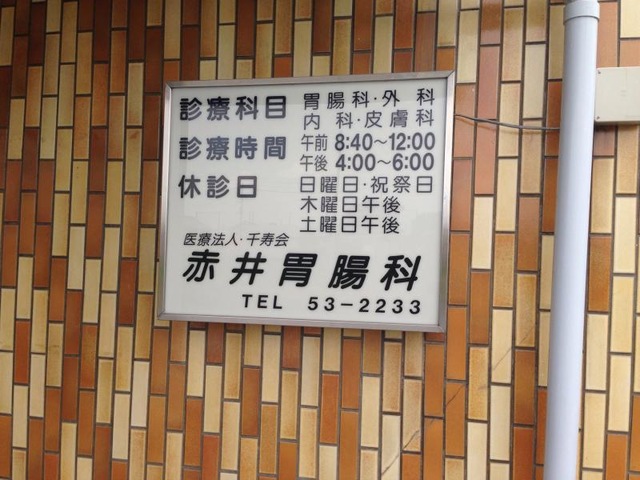 診療科目 胃腸科・外科
内科・皮膚科
診療時間 午前 8:40～12:00
午後 4:00～6:00
休診日 日曜日・祝祭日
木曜日午後
土曜日午後
医療法人・千寿会
赤井胃腸科
TEL 53-2233